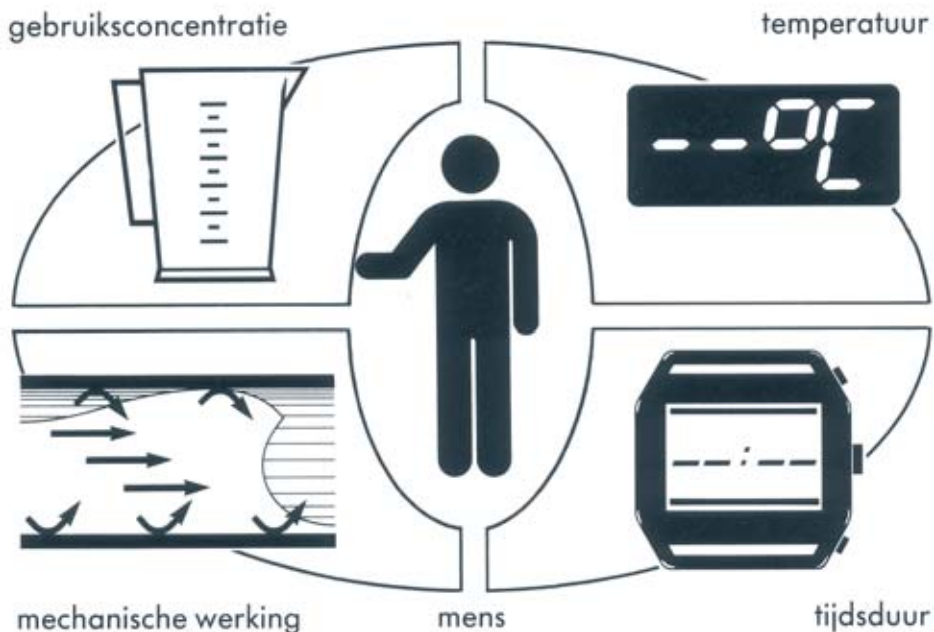 gebruiksconcentratie
temperatuur
--°C
--:--
mechanische werking
mens
tijdsduur